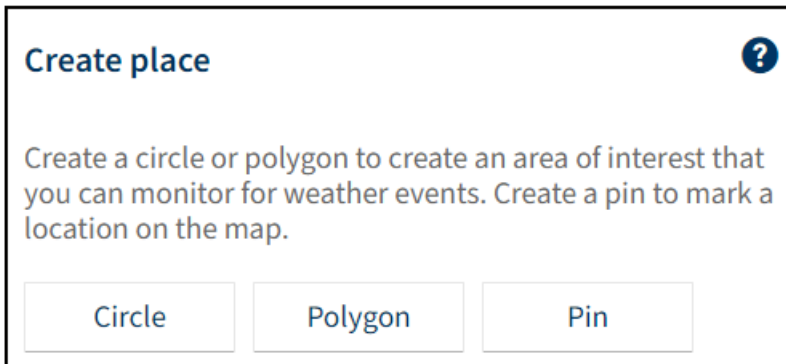 Create place
?
Create a circle or polygon to create an area of interest that
you can monitor for weather events. Create a pin to mark a
location on the map.
Circle Polygon Pin